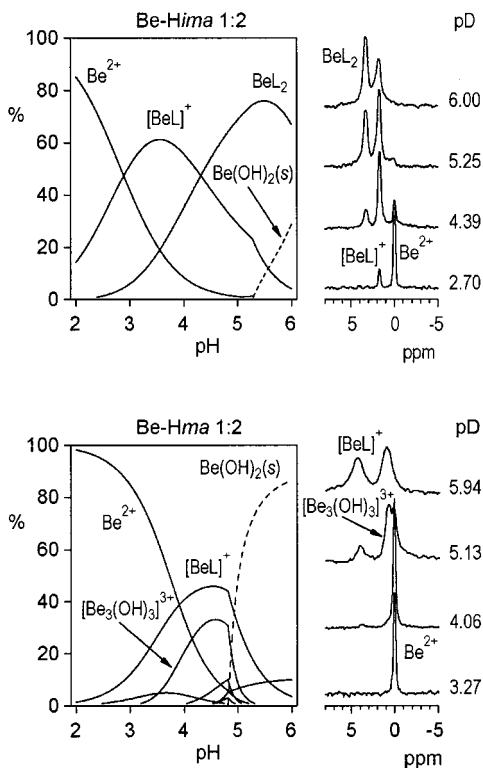 Be-Hima 1:2
pD
100
80
60
40
20
0
%
Be²⁺
[BeL]⁺
BeL₂
Be(OH)₂(s)
2 3 4 5 6
pH
BeL₂
6.00
5.25
4.39
[BeL]⁺
Be²⁺
2.70
5 0 -5
ppm
Be-Hma 1:2
pD
100
80
60
40
20
0
%
Be(OH)₂(s)
Be²⁺
[BeL]⁺
[Be₃(OH)₃]³⁺
2 3 4 5 6
pH
[BeL]⁺
5.94
[Be₃(OH)₃]³⁺
5.13
4.06
Be²⁺
3.27
5 0 -5
ppm